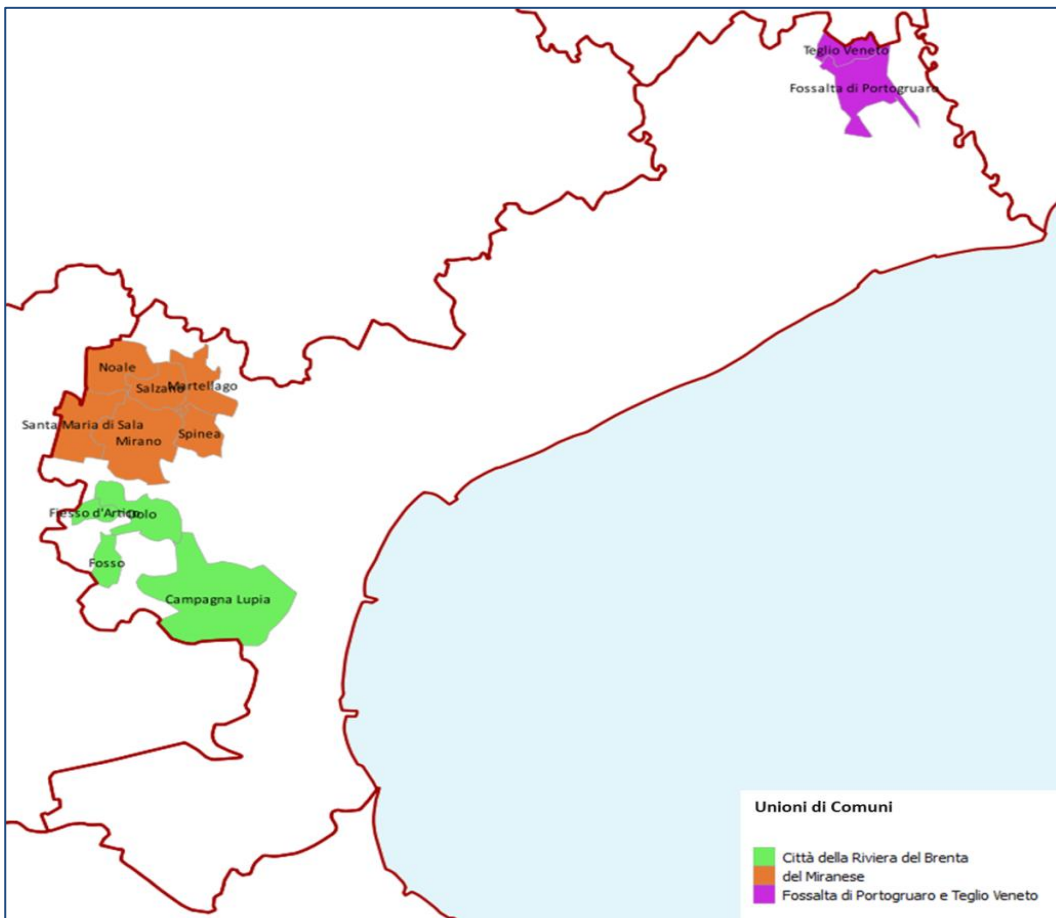 Teglio Veneto
Fossalta di Portogruaro
Noale
Salzano
Martellago
Santa Maria di Sala
Mirano
Spinea
Fiesso d'Artico
Dolo
Fosso
Campagna Lupia
Unioni di Comuni
Città della Riviera del Brenta
del Miranese
Fossalta di Portogruaro e Teglio Veneto